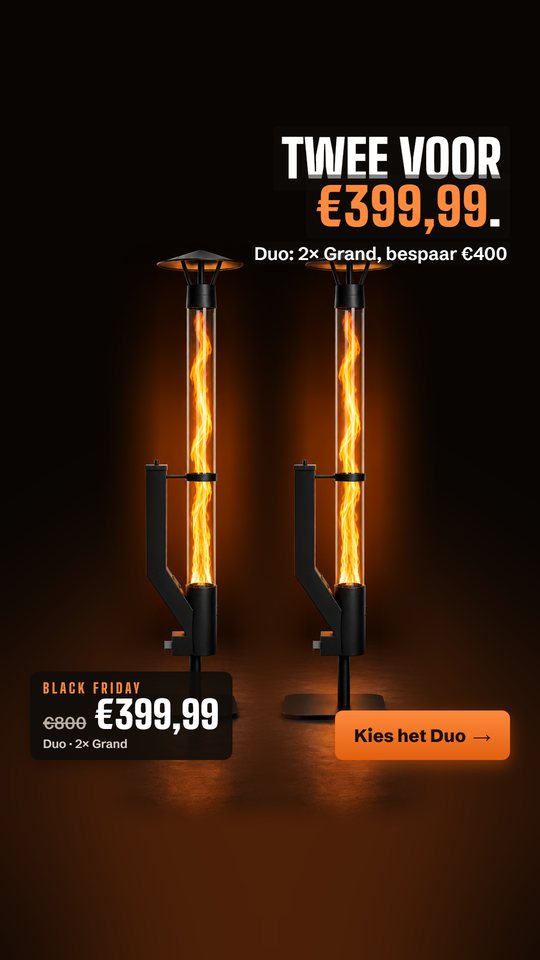 TWEE VOOR
€399,99.
Duo: 2× Grand, bespaar €400
BLACK FRIDAY
€800 €399,99
Duo · 2× Grand
Kies het Duo →